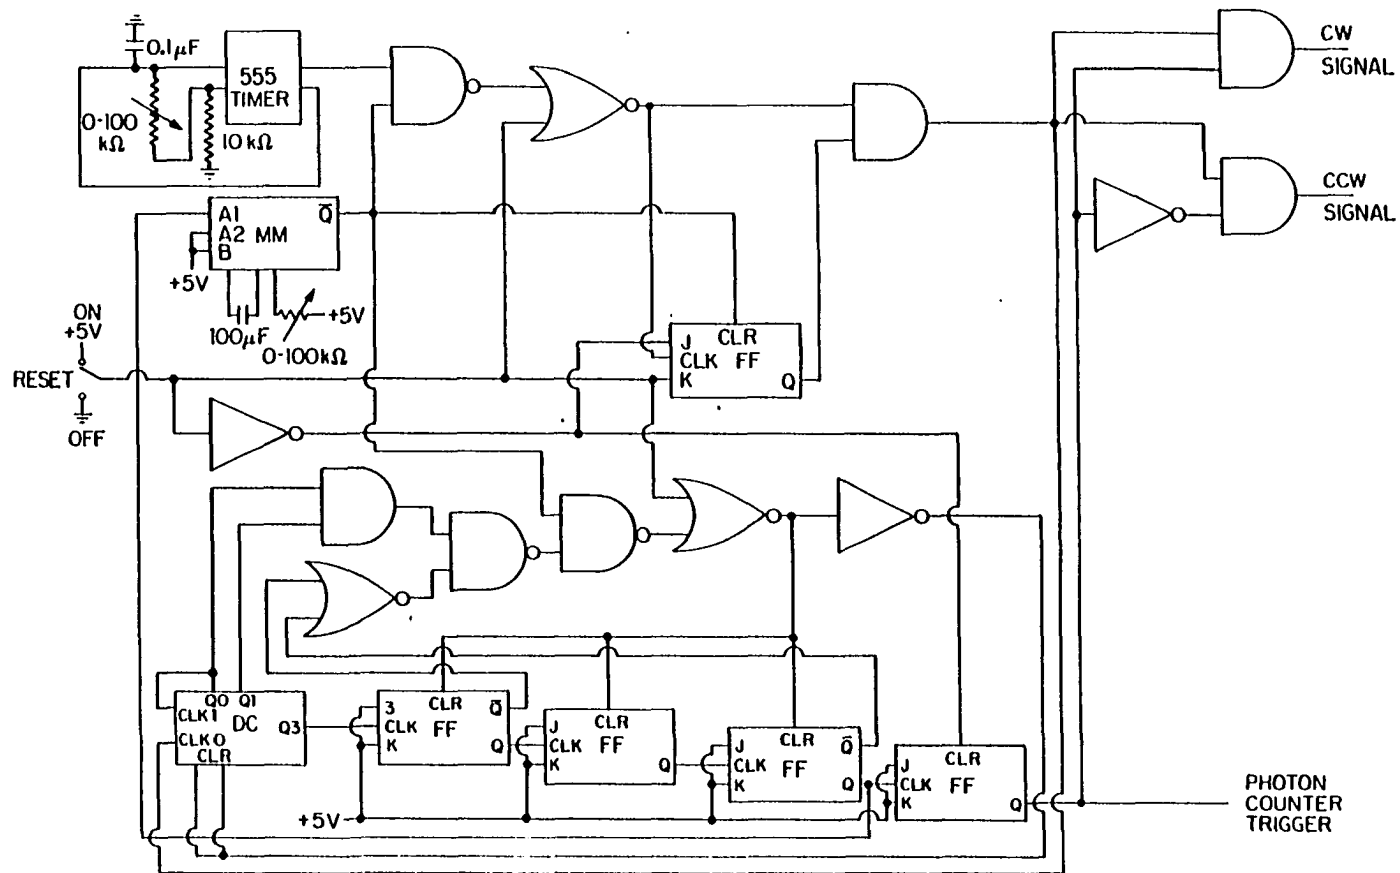 0.1μF
555
TIMER
0-100
kΩ
10 kΩ
CW
SIGNAL
CCW
SIGNAL
A1
A2 MM
B
Q̅
+5V
100μF
+5V
0-100kΩ
ON
+5V
RESET
OFF
J CLR
CLK FF
K
Q
Q0 Q1
CLK1 DC
Q3
CLK 0
CLR
3 CLR Q̅
CLK FF
K Q
J CLR
CLK FF
K Q
J CLR Q̅
CLK FF
K Q
J CLR
CLK FF
K Q
+5V
PHOTON
COUNTER
TRIGGER